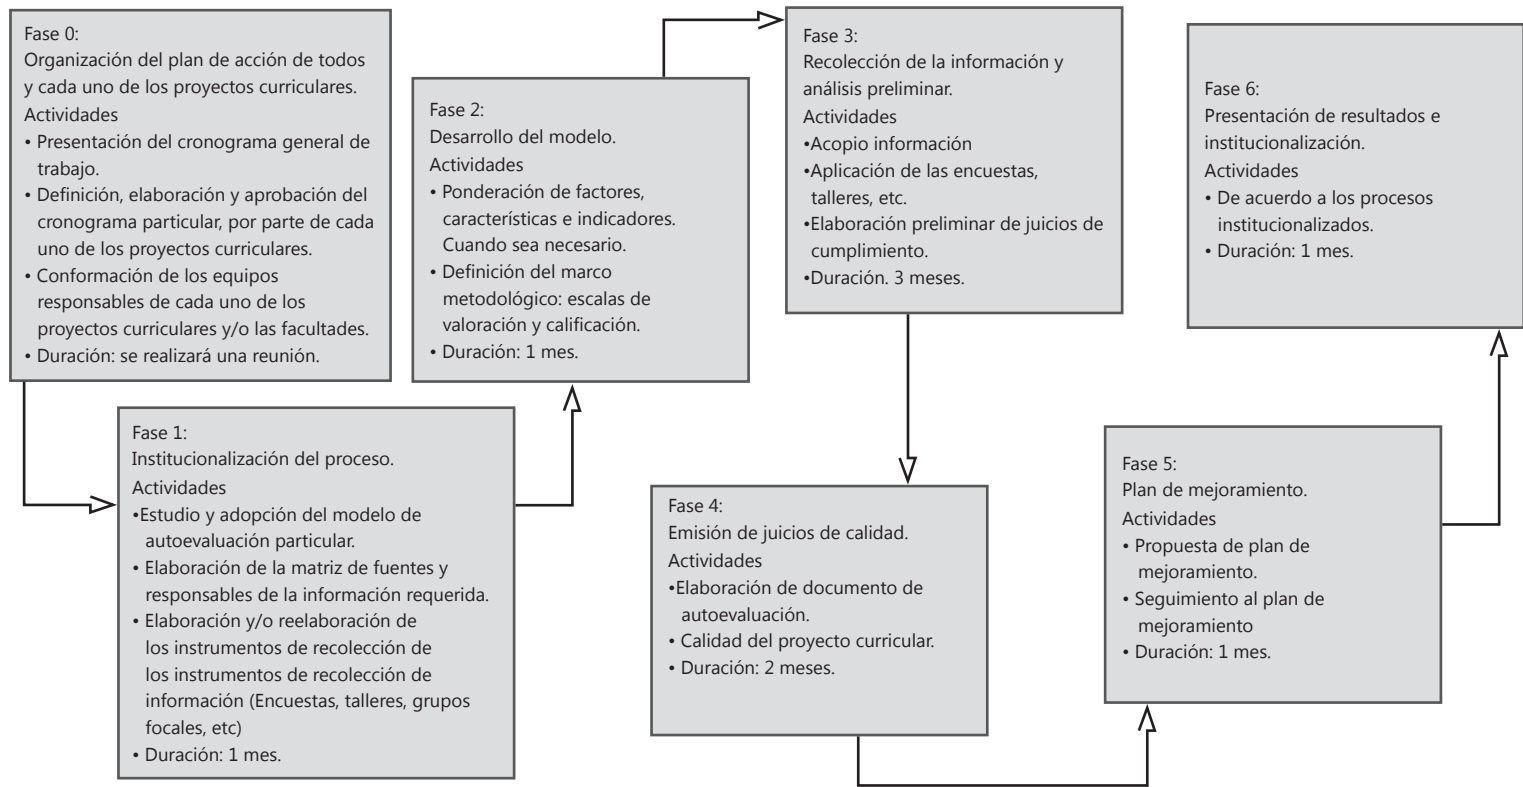 Fase 0:
Organización del plan de acción de todos
y cada uno de los proyectos curriculares.
Actividades
• Presentación del cronograma general de
trabajo.
• Definición, elaboración y aprobación del
cronograma particular, por parte de cada
uno de los proyectos curriculares.
• Conformación de los equipos
responsables de cada uno de los
proyectos curriculares y/o las facultades.
• Duración: se realizará una reunión.
Fase 1:
Institucionalización del proceso.
Actividades
•Estudio y adopción del modelo de
autoevaluación particular.
• Elaboración de la matriz de fuentes y
responsables de la información requerida.
• Elaboración y/o reelaboración de
los instrumentos de recolección de
los instrumentos de recolección de
información (Encuestas, talleres, grupos
focales, etc)
• Duración: 1 mes.
Fase 2:
Desarrollo del modelo.
Actividades
• Ponderación de factores,
características e indicadores.
Cuando sea necesario.
• Definición del marco
metodológico: escalas de
valoración y calificación.
• Duración: 1 mes.
Fase 3:
Recolección de la información y
análisis preliminar.
Actividades
•Acopio información
•Aplicación de las encuestas,
talleres, etc.
•Elaboración preliminar de juicios de
cumplimiento.
•Duración. 3 meses.
Fase 4:
Emisión de juicios de calidad.
Actividades
•Elaboración de documento de
autoevaluación.
• Calidad del proyecto curricular.
• Duración: 2 meses.
Fase 5:
Plan de mejoramiento.
Actividades
• Propuesta de plan de
mejoramiento.
• Seguimiento al plan de
mejoramiento
• Duración: 1 mes.
Fase 6:
Presentación de resultados e
institucionalización.
Actividades
• De acuerdo a los procesos
institucionalizados.
• Duración: 1 mes.